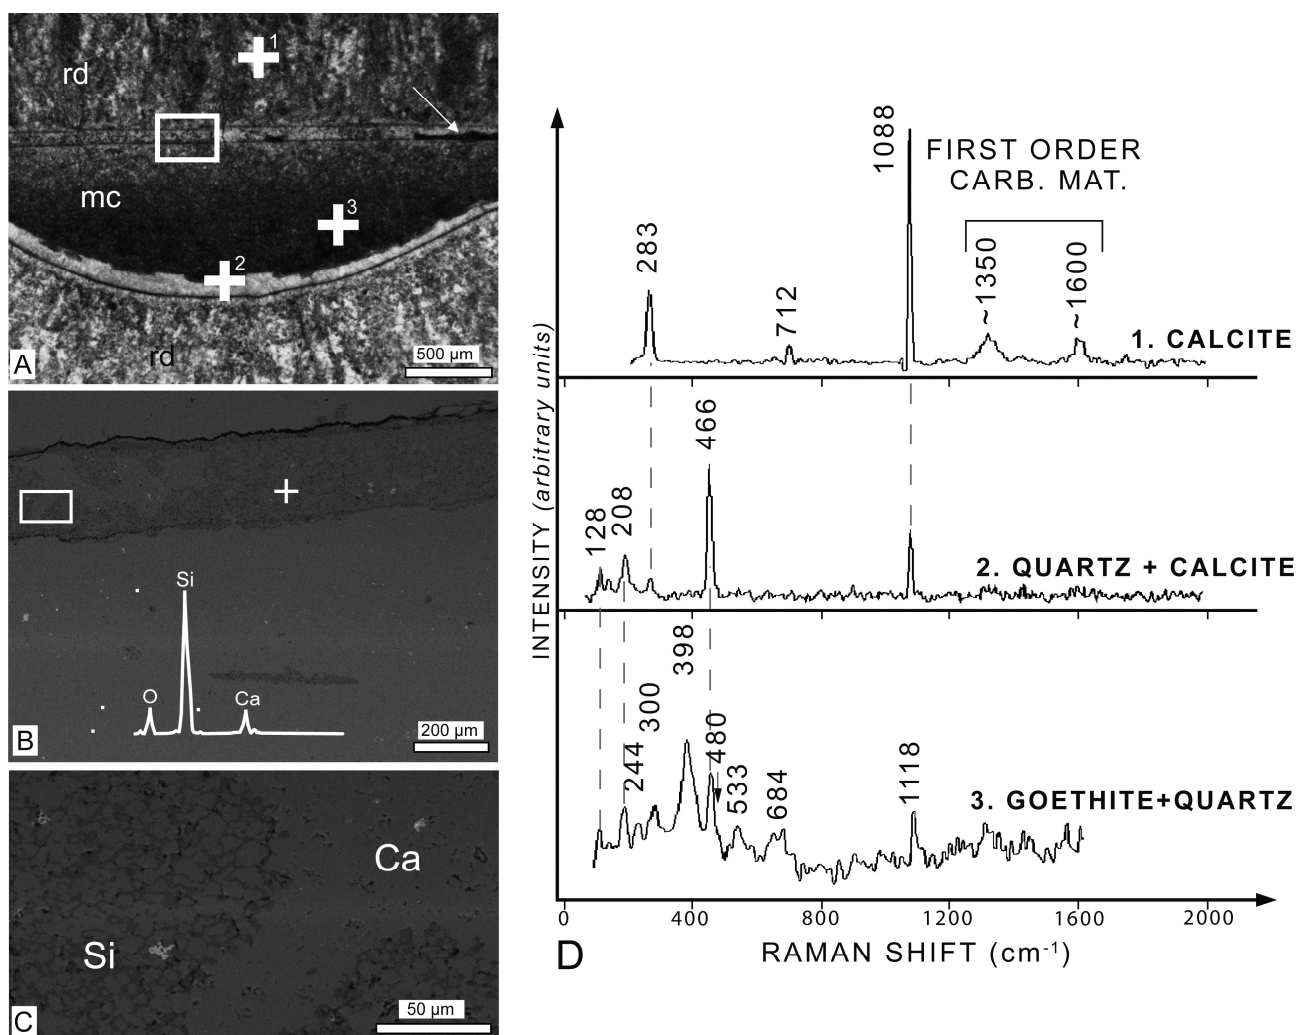 rd
1
mc
3
2
rd
A
500 µm
Si
O
Ca
B
200 µm
Ca
Si
C
50 µm
INTENSITY (arbitrary units)
283
712
1088
FIRST ORDER
CARB. MAT.
~1350
~1600
1. CALCITE
128
208
466
2. QUARTZ + CALCITE
244
300
398
480
533
684
1118
3. GOETHITE+QUARTZ
0
400
800
1200
1600
2000
D
RAMAN SHIFT (cm-1)